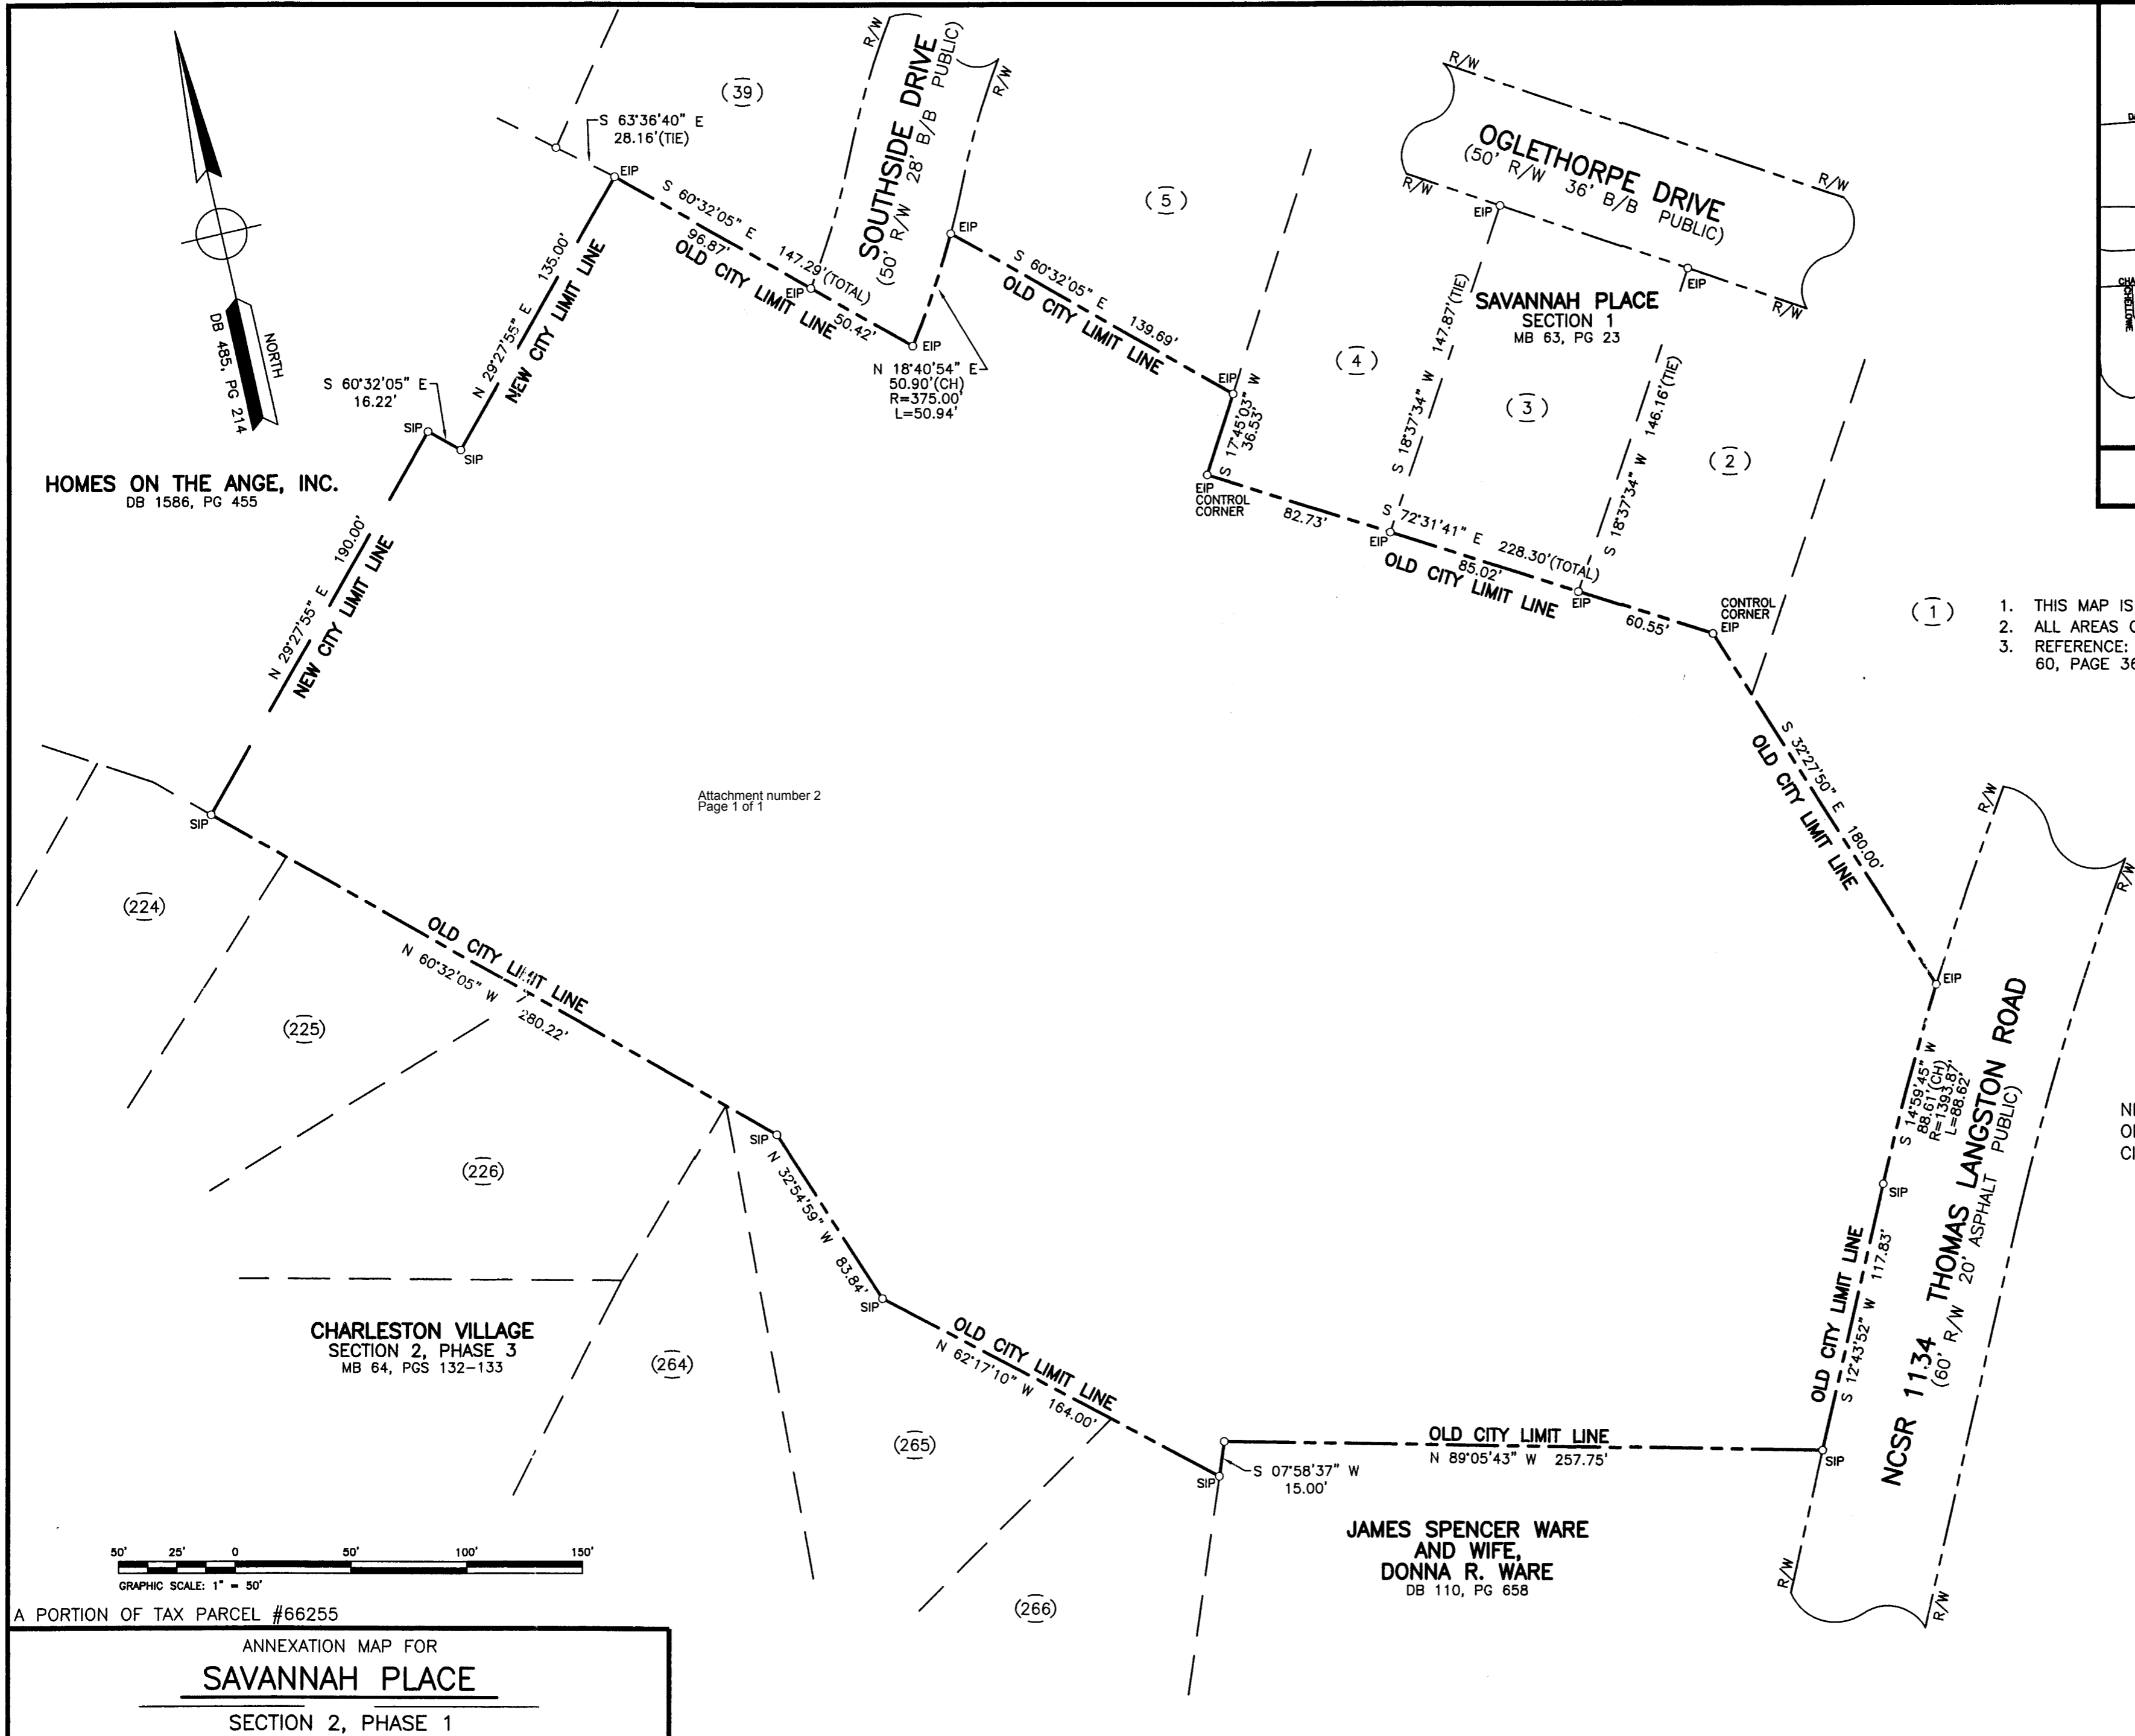 R/W
SOUTHSIDE DRIVE
(50' R/W 28' B/B PUBLIC)
R/W
(39)
S 63°36'40" E
28.16'(TIE)
EIP
S 60°32'05" E
96.87'
147.29'(TOTAL)
OLD CITY LIMIT LINE
EIP
50.42'
EIP
N 18°40'54" E
50.90'(CH)
R=375.00'
L=50.94'
EIP
S 60°32'05" E
139.69'
OLD CITY LIMIT LINE
(5)
R/W
OGLETHORPE DRIVE
(50' R/W 36' B/B PUBLIC)
R/W
R/W
R/W
EIP
EIP
SAVANNAH PLACE
SECTION 1
MB 63, PG 23
(4)
(3)
(2)
(1)
S 18°37'34" W 147.87'(TIE)
S 18°37'34" W 146.16'(TIE)
EIP
S 17°45'03" W
36.53'
EIP
CONTROL
CORNER
82.73'
S 72°31'41" E 228.30'(TOTAL)
EIP
85.02'
OLD CITY LIMIT LINE
EIP
60.55'
CONTROL
CORNER
EIP
1. THIS MAP IS
2. ALL AREAS
3. REFERENCE:
60, PAGE 36
NORTH
DB 485, PG 214
N 29°27'55" E 135.00'
NEW CITY LIMIT LINE
S 60°32'05" E
16.22'
SIP
SIP
HOMES ON THE ANGE, INC.
DB 1586, PG 455
N 29°27'55" E 190.00'
NEW CITY LIMIT LINE
SIP
Attachment number 2
Page 1 of 1
S 32°27'50" E 180.00'
OLD CITY LIMIT LINE
R/W
R/W
EIP
S 14°59'45" W
88.61'(CH)
R=1393.87'
L=88.62'
SIP
NCSR 1134 THOMAS LANGSTON ROAD
(60' R/W 20' ASPHALT PUBLIC)
OLD CITY LIMIT LINE
S 12°43'52" W 117.83'
SIP
R/W
R/W
(224)
(225)
(226)
OLD CITY LIMIT LINE
N 60°32'05" W 280.22'
SIP
N 32°54'59" W 83.84'
SIP
CHARLESTON VILLAGE
SECTION 2, PHASE 3
MB 64, PGS 132-133
(264)
(265)
(266)
OLD CITY LIMIT LINE
N 62°17'10" W 164.00'
SIP
S 07°58'37" W
15.00'
OLD CITY LIMIT LINE
N 89°05'43" W 257.75'
JAMES SPENCER WARE
AND WIFE,
DONNA R. WARE
DB 110, PG 658
50' 25' 0 50' 100' 150'
GRAPHIC SCALE: 1" = 50'
A PORTION OF TAX PARCEL #66255
ANNEXATION MAP FOR
SAVANNAH PLACE
SECTION 2, PHASE 1